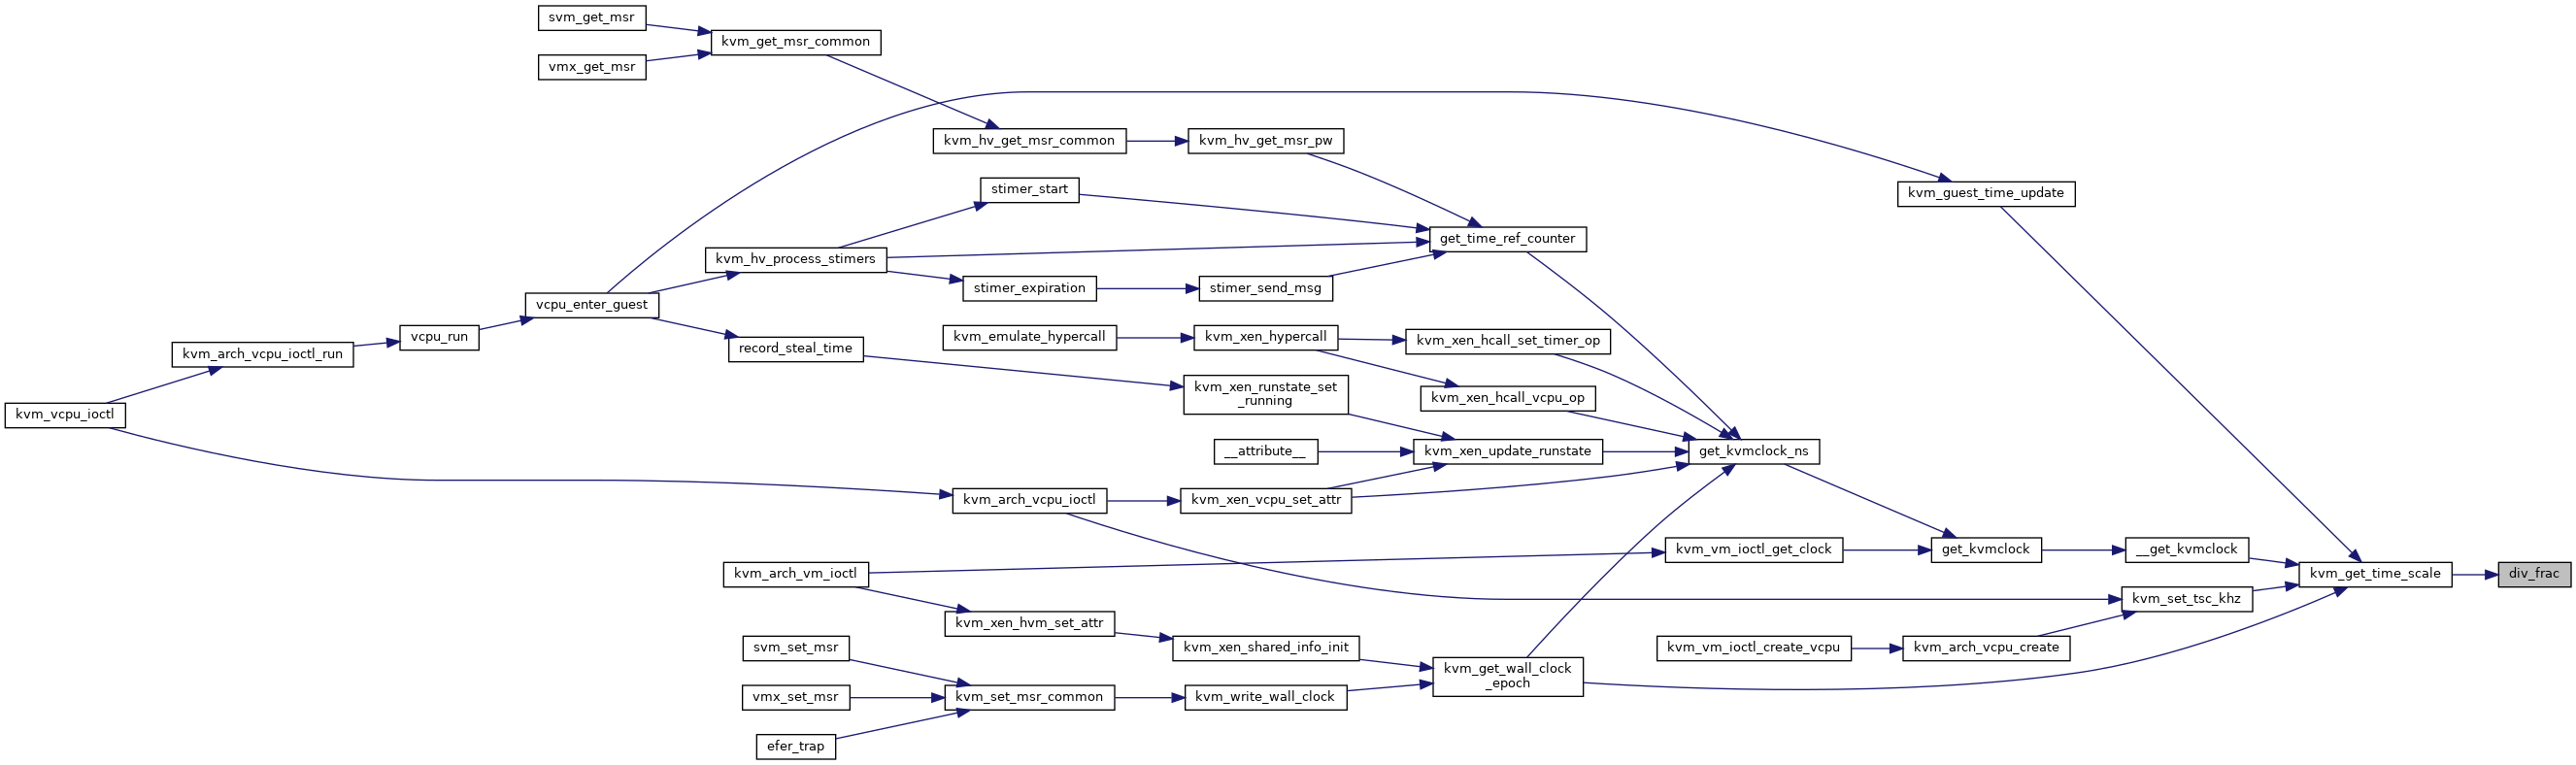 svm_get_msr
kvm_get_msr_common
vmx_get_msr
kvm_hv_get_msr_common
kvm_hv_get_msr_pw
stimer_start
kvm_guest_time_update
get_time_ref_counter
kvm_hv_process_stimers
stimer_expiration
stimer_send_msg
vcpu_enter_guest
vcpu_run
kvm_emulate_hypercall
kvm_xen_hypercall
kvm_xen_hcall_set_timer_op
kvm_arch_vcpu_ioctl_run
record_steal_time
kvm_xen_runstate_set
_running
kvm_xen_hcall_vcpu_op
kvm_vcpu_ioctl
__attribute__
kvm_xen_update_runstate
get_kvmclock_ns
kvm_arch_vcpu_ioctl
kvm_xen_vcpu_set_attr
kvm_vm_ioctl_get_clock
get_kvmclock
__get_kvmclock
kvm_arch_vm_ioctl
kvm_get_time_scale
div_frac
kvm_set_tsc_khz
kvm_xen_hvm_set_attr
svm_set_msr
kvm_xen_shared_info_init
kvm_vm_ioctl_create_vcpu
kvm_arch_vcpu_create
kvm_get_wall_clock
_epoch
vmx_set_msr
kvm_set_msr_common
kvm_write_wall_clock
efer_trap